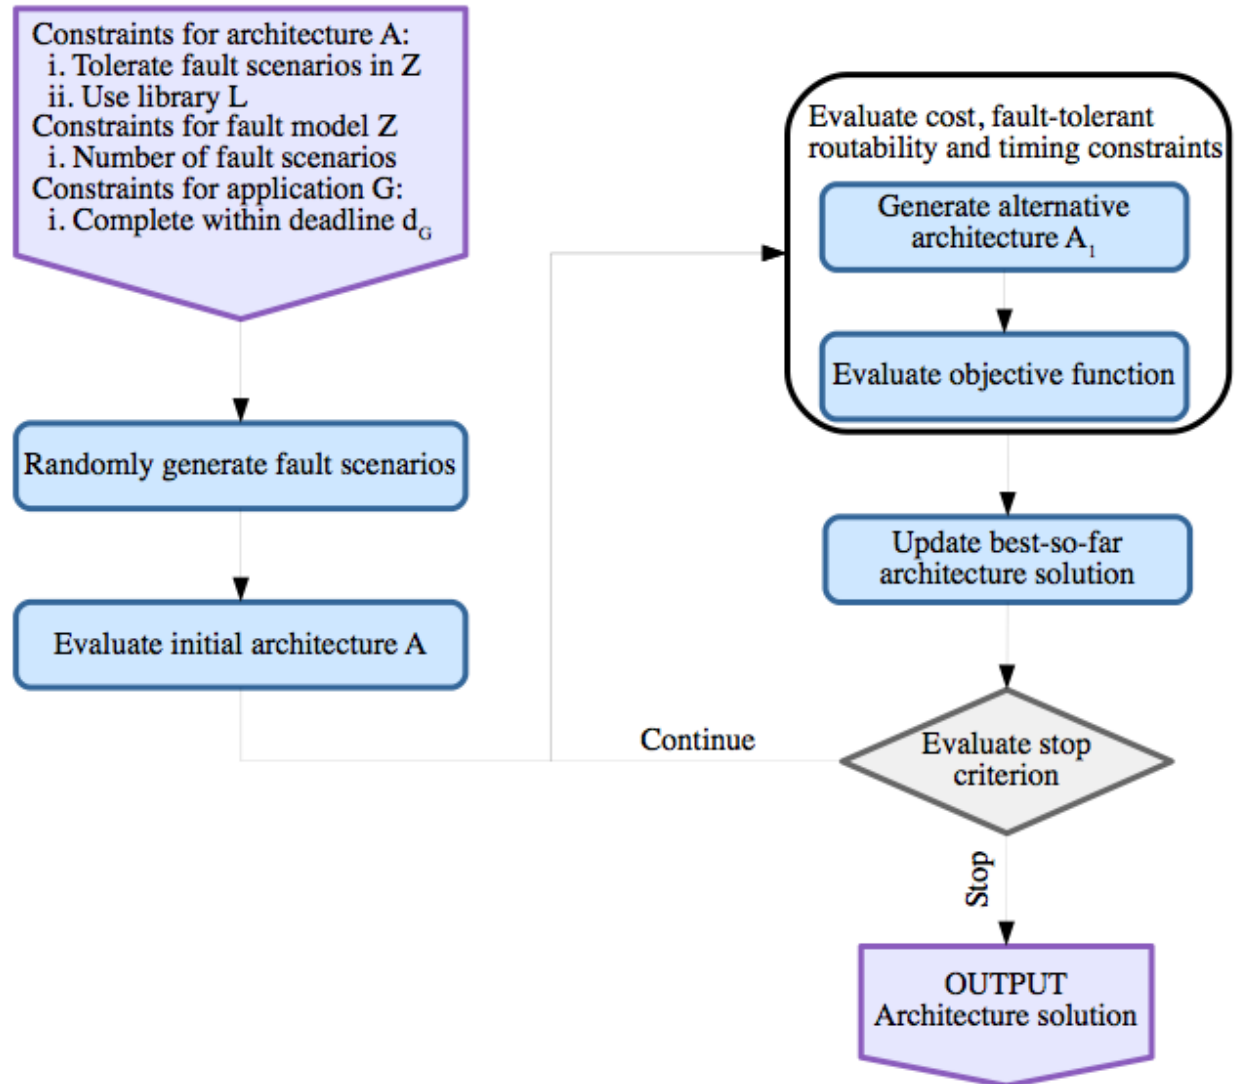 Constraints for architecture A:
i. Tolerate fault scenarios in Z
ii. Use library L
Constraints for fault model Z
i. Number of fault scenarios
Constraints for application G:
i. Complete within deadline d_G
Randomly generate fault scenarios
Evaluate initial architecture A
Evaluate cost, fault-tolerant
routability and timing constraints
Generate alternative
architecture A₁
Evaluate objective function
Update best-so-far
architecture solution
Continue
Evaluate stop
criterion
Stop
OUTPUT
Architecture solution